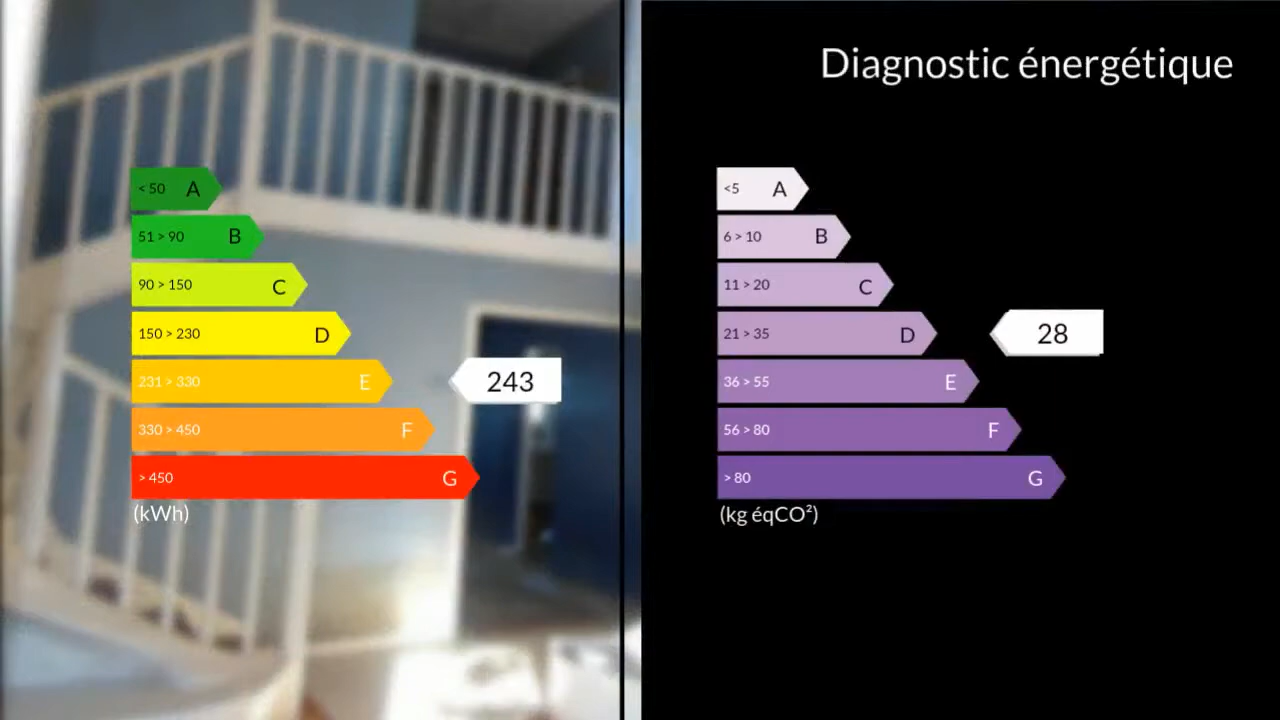 Diagnostic énergétique
< 50 A
51 > 90 B
90 > 150 C
150 > 230 D
231 > 330 E
243
330 > 450 F
> 450 G
(kWh)
<5 A
6 > 10 B
11 > 20 C
21 > 35 D
28
36 > 55 E
56 > 80 F
> 80 G
(kg éqCO²)